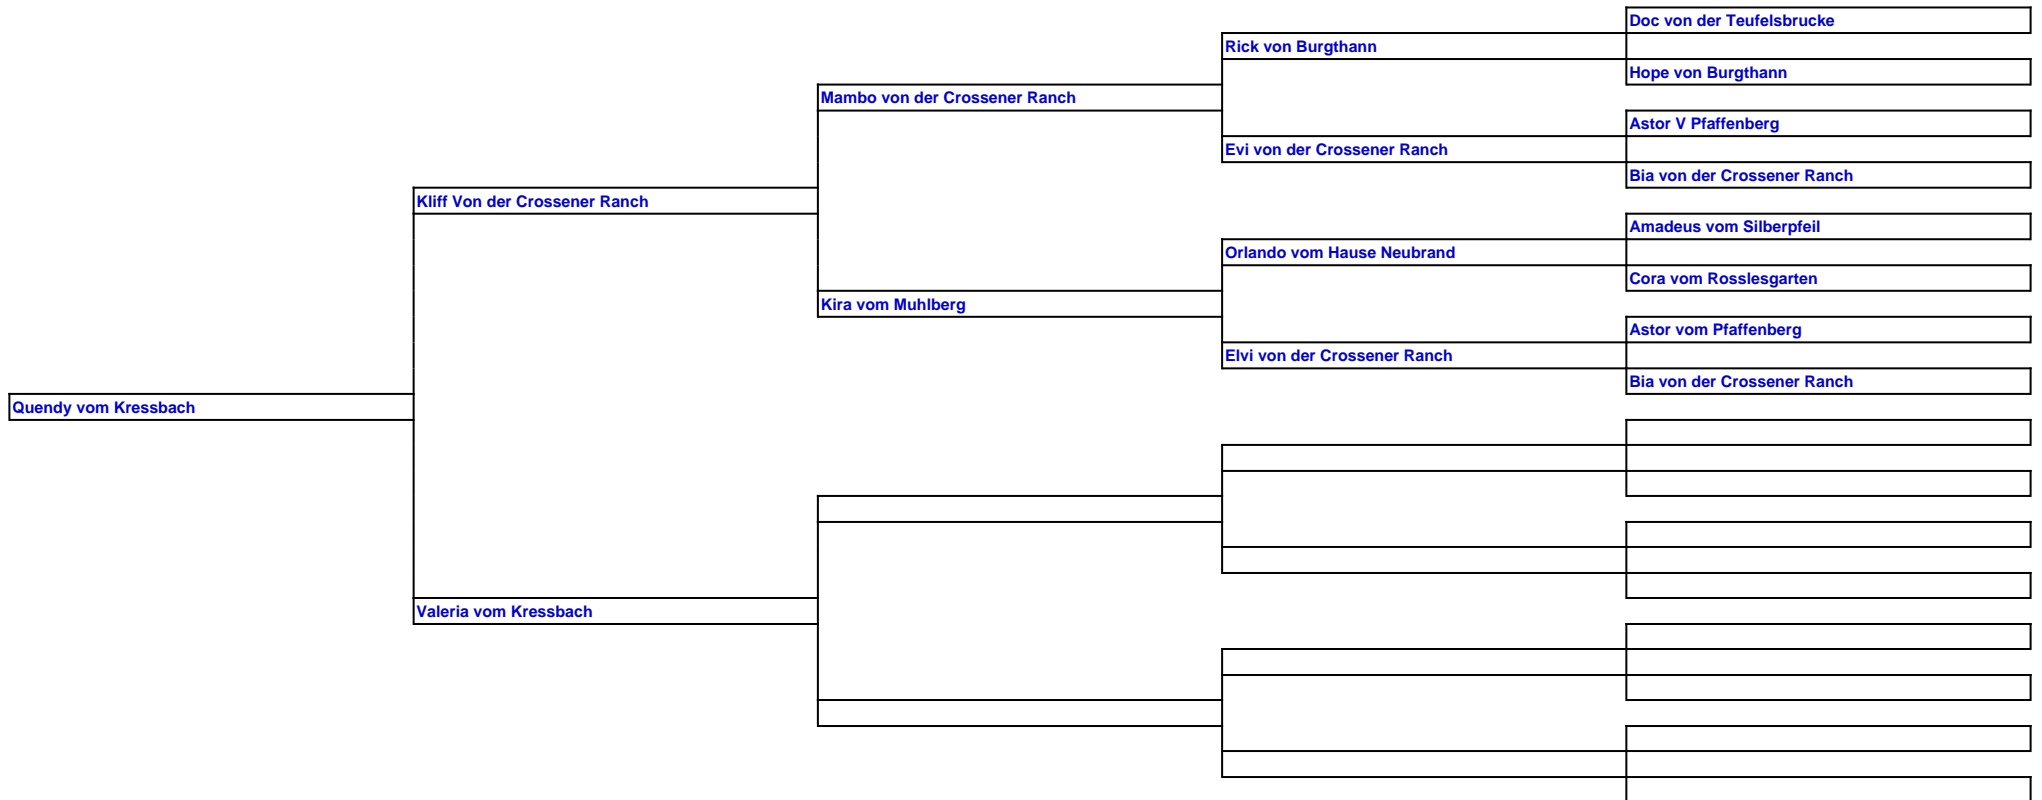 Doc von der Teufelsbrucke
Rick von Burgthann
Hope von Burgthann
Mambo von der Crossener Ranch
Astor V Pfaffenberg
Evi von der Crossener Ranch
Bia von der Crossener Ranch
Kliff Von der Crossener Ranch
Amadeus vom Silberpfeil
Orlando vom Hause Neubrand
Cora vom Rosslesgarten
Kira vom Muhlberg
Astor vom Pfaffenberg
Elvi von der Crossener Ranch
Bia von der Crossener Ranch
Quendy vom Kressbach
Valeria vom Kressbach